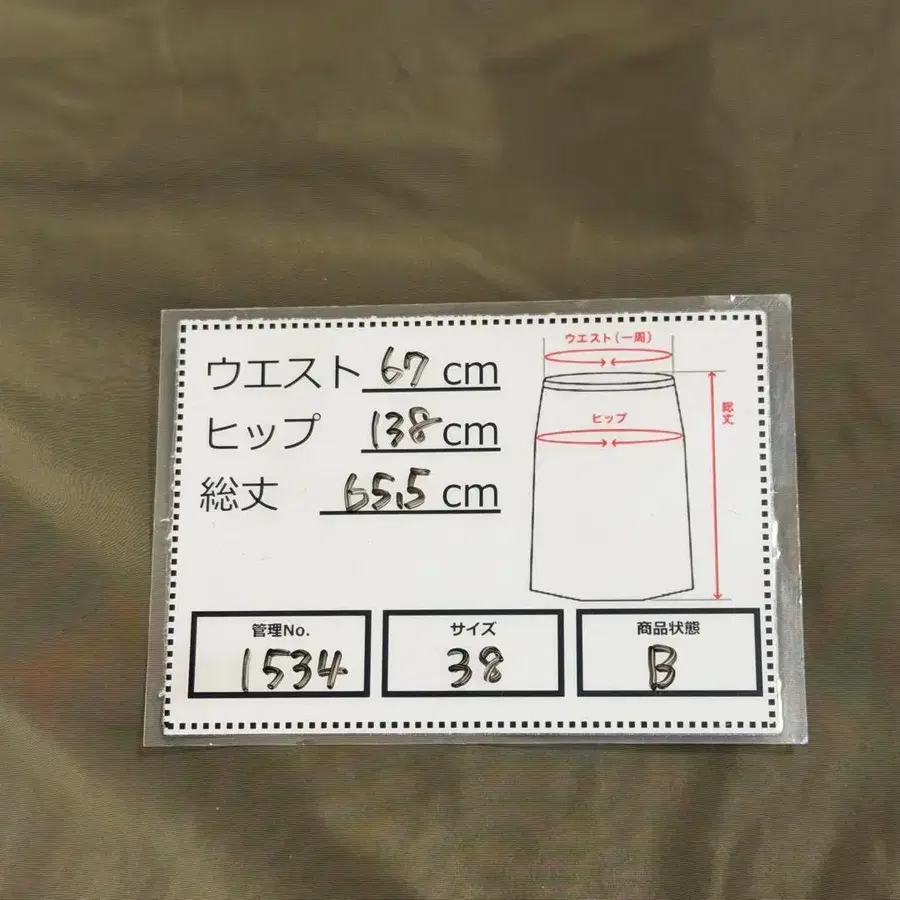 ウエスト 67 cm
ヒップ 138 cm
総丈 65.5 cm
ウエスト(一周)
ヒップ
総丈
管理No.
1534
サイズ
38
商品状態
B